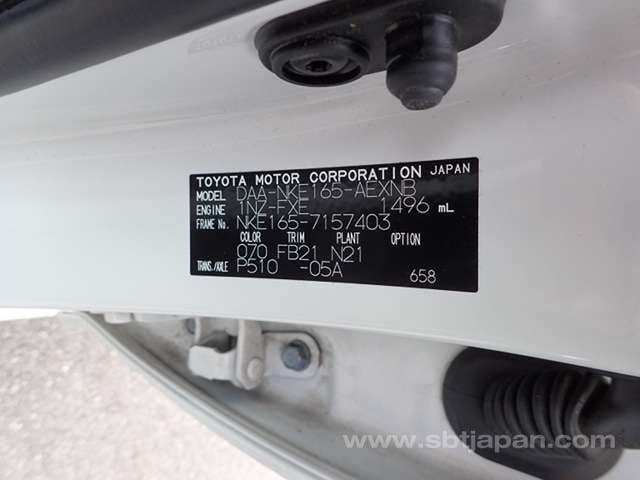 TOYOTA MOTOR CORPORATION JAPAN
MODEL DAA-NKE165-AEXNB
ENGINE 1NZ-FXE 1496 mL
FRAME No. NKE165-7157403
COLOR TRIM PLANT OPTION
070 FB21 N21
TRANS./AXLE P510 -05A 658
www.sbtjapan.com